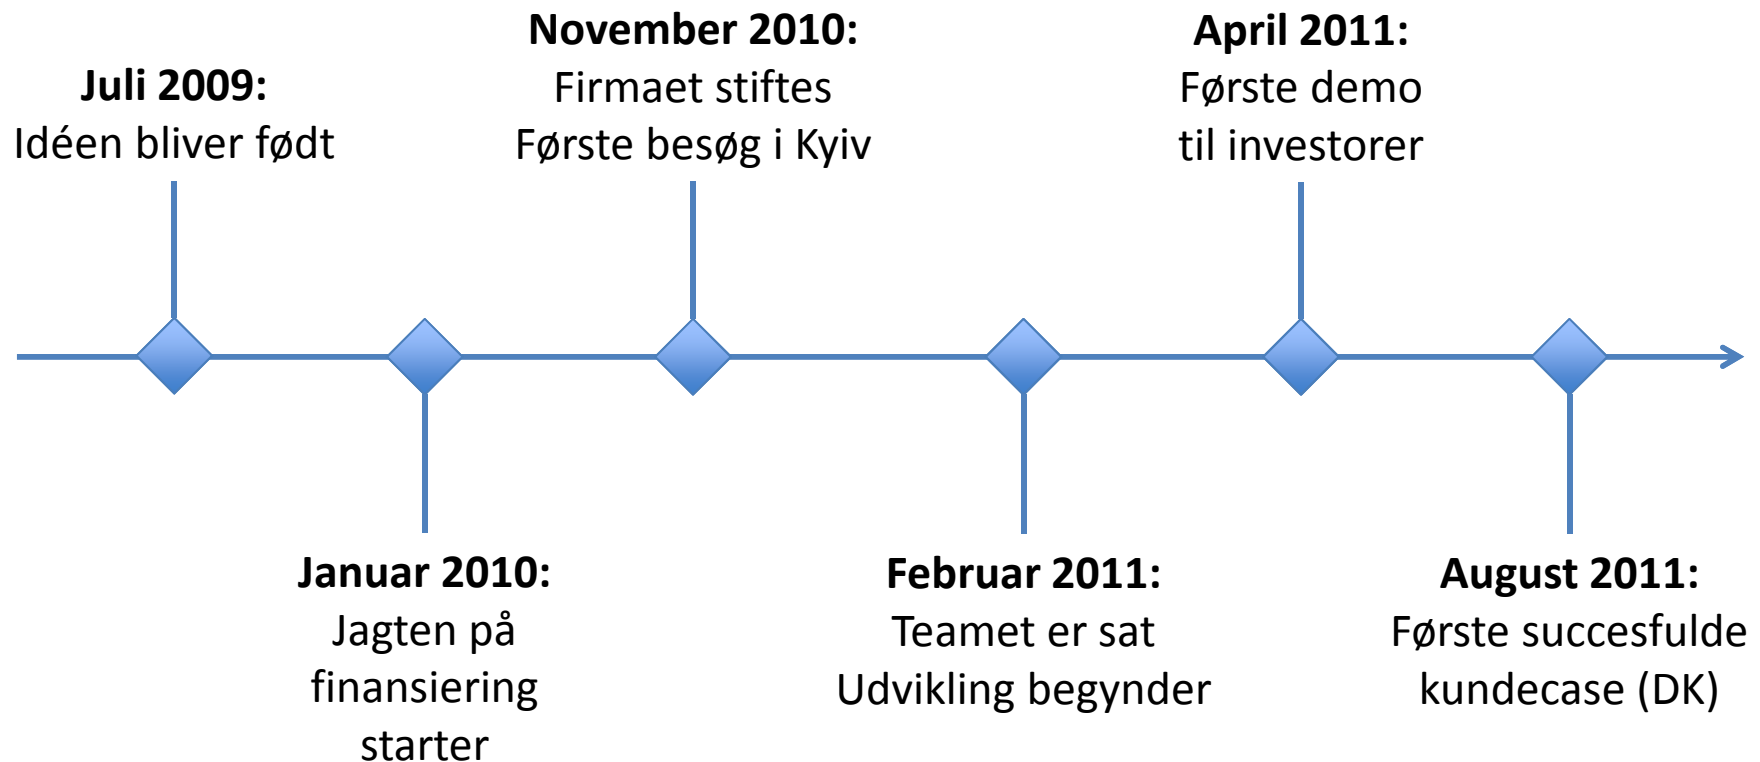 Juli 2009:
Idéen bliver født
Januar 2010:
Jagten på
finansiering
starter
November 2010:
Firmaet stiftes
Første besøg i Kyiv
Februar 2011:
Teamet er sat
Udvikling begynder
April 2011:
Første demo
til investorer
August 2011:
Første succesfulde
kundecase (DK)